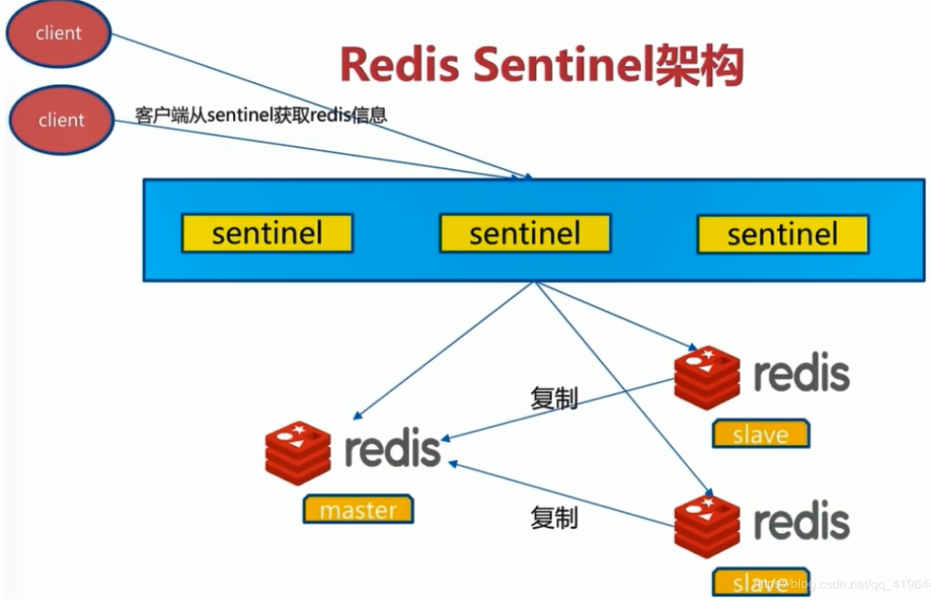 client
Redis Sentinel架构
client
客户端从sentinel获取redis信息
sentinel
sentinel
sentinel
redis
复制
slave
redis
master
redis
复制
slave
https://blog.csdn.net/qq_41964